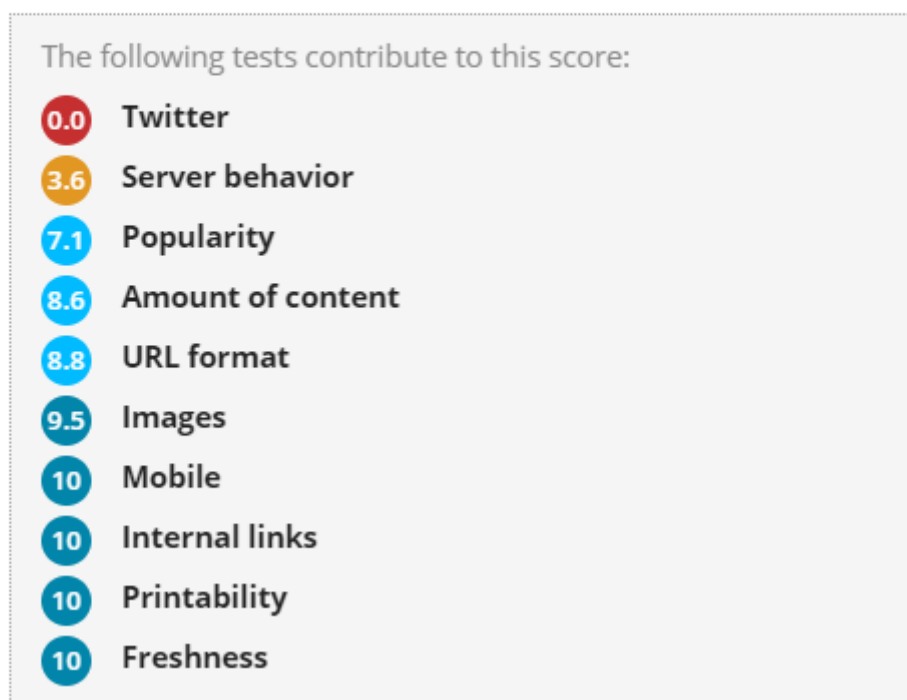 The following tests contribute to this score:
0.0 Twitter
3.6 Server behavior
7.1 Popularity
8.6 Amount of content
8.8 URL format
9.5 Images
10 Mobile
10 Internal links
10 Printability
10 Freshness